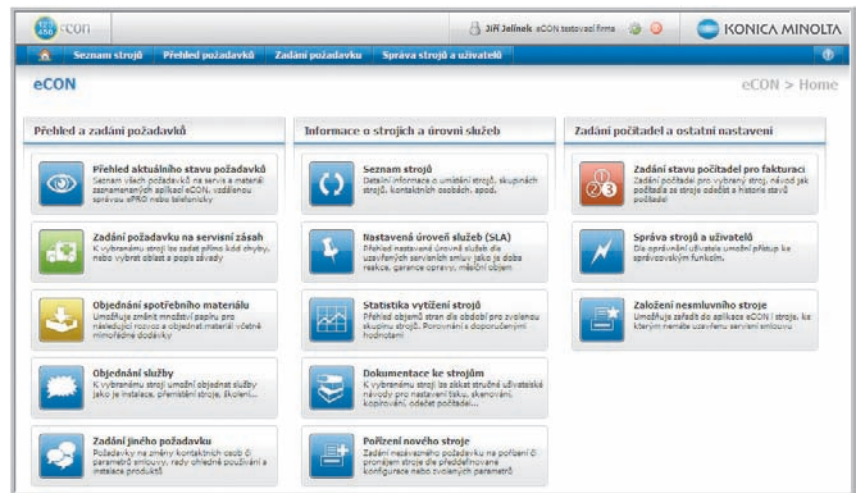 123
456
eCON
Jiří Jelínek eCON testovací firma
KONICA MINOLTA
Seznam strojů Přehled požadavků Zadání požadavku Správa strojů a uživatelů
eCON
eCON > Home
Přehled a zadání požadavků
Přehled aktuálního stavu požadavků
Seznam všech požadavků na servis a materiál
zaznamenaných aplikací eCON, vzdálenou
správou ePRO nebo telefonicky
Zadání požadavku na servisní zásah
K vybranému stroji lze zadat přímo kód chyby,
nebo vybrat oblast a popis závady
Objednání spotřebního materiálu
Umožňuje změnit množství papíru pro
následující rozvoz a objednat materiál včetně
mimořádné dodávky
Objednání služby
K vybranému stroji umožní objednat služby
jako je instalace, přemístění stroje, školení...
Zadání jiného požadavku
Požadavky na změny kontaktních osob či
parametrů smlouvy, rady ohledně používání a
instalace produktů
Informace o strojích a úrovni služeb
Seznam strojů
Detailní informace o umístění strojů, skupinách
strojů, kontaktních osobách, apod.
Nastavená úroveň služeb (SLA)
Přehled nastavené úrovně služeb dle
uzavřených servisních smluv jako je doba
reakce, garance opravy, měsíční objem
Statistika vytížení strojů
Přehled objemů stran dle období pro zvolenou
skupinu strojů. Porovnání s doporučenými
hodnotami
Dokumentace ke strojům
K vybranému stroji lze získat stručné uživatelské
návody pro nastavení tisku, skenování,
kopírování, odečet počítadel...
Pořízení nového stroje
Zadání nezávazného požadavku na pořízení či
pronájem stroje dle předdefinované
konfigurace nebo zvolených parametrů
Zadání počítadel a ostatní nastavení
Zadání stavu počítadel pro fakturaci
Zadání počítadel pro vybraný stroj, návod jak
počítadla ze stroje odečíst a historie stavů
počítadel
Správa strojů a uživatelů
Dle oprávnění uživatele umožní přístup ke
správcovským funkcím.
Založení nesmluvního stroje
Umožňuje zařadit do aplikace eCON i stroje, ke
kterým nemáte uzavřenu servisní smlouvu